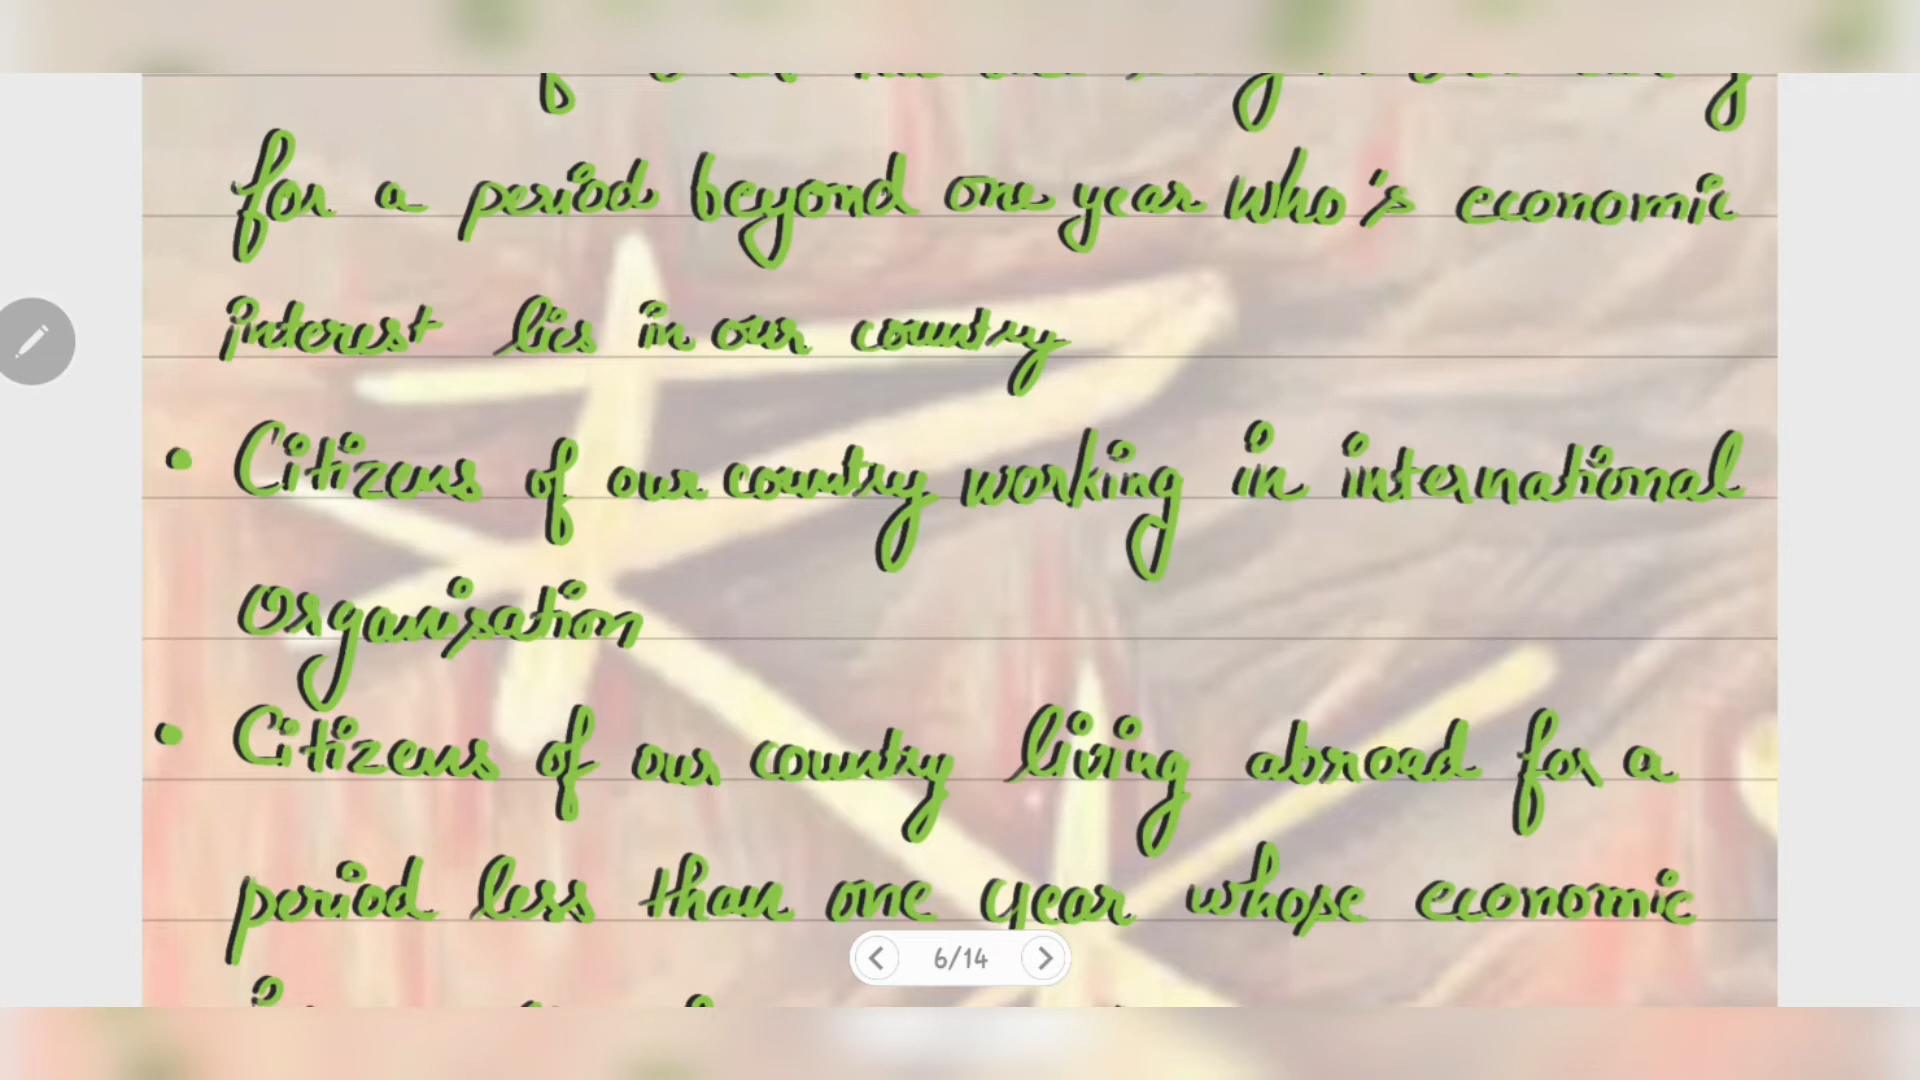 for a period beyond one year who's economic
interest lies in our country
• Citizens of our country working in international
organisation
• Citizens of our country living abroad for a
period less than one year whose economic
6/14